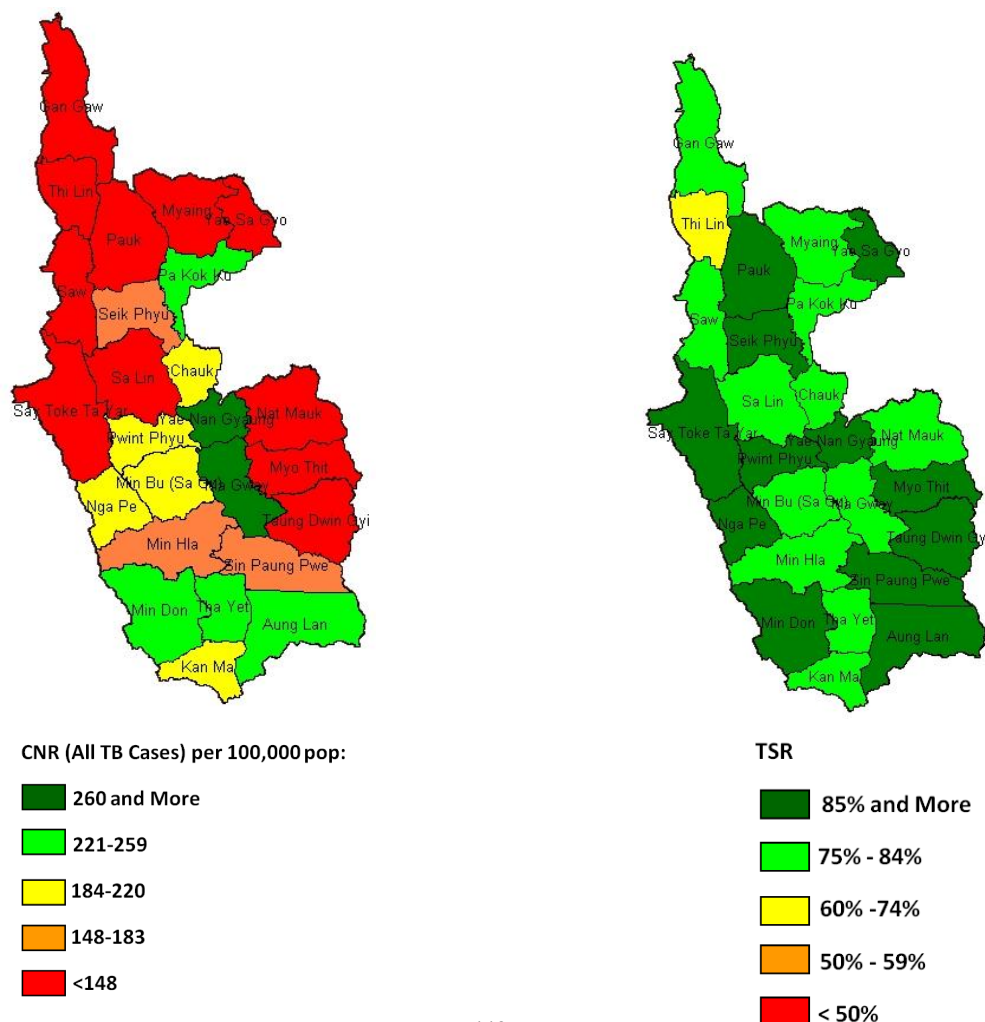 Gan Gaw
Thi Lin
Myaing
Yae Sa Gyo
Pauk
Pa Kok Ku
Saw
Seik Phyu
Chauk
Sa Lin
Say Toke Ta Yar
Yae Nan Gyaung
Nat Mauk
Pwint Phyu
Myo Thit
Min Bu (Sa Ku)
Nga Pe
Taung Dwin Gyi
Min Hla
Sin Paung Pwe
Min Don
Tha Yet
Aung Lan
Kan Ma
CNR (All TB Cases) per 100,000 pop:
260 and More
221-259
184-220
148-183
<148
Gan Gaw
Thi Lin
Myaing
Yae Sa Gyo
Pauk
Pa Kok Ku
Saw
Seik Phyu
Chauk
Sa Lin
Say Toke Ta Yar
Yae Nan Gyaung
Nat Mauk
Pwint Phyu
Myo Thit
Min Bu (Sa Ku)
Nga Pe
Taung Dwin Gy
Min Hla
Sin Paung Pwe
Min Don
Tha Yet
Aung Lan
Kan Ma
TSR
85% and More
75% - 84%
60% -74%
50% - 59%
< 50%